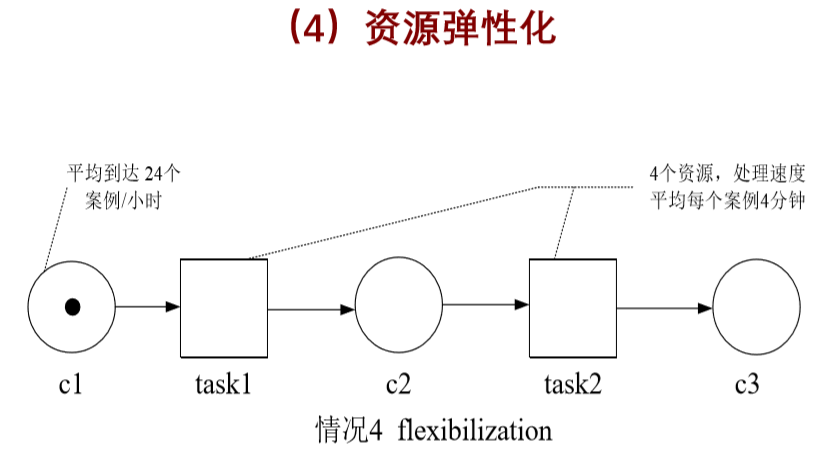 （4）资源弹性化
平均到达 24个
案例/小时
4个资源，处理速度
平均每个案例4分钟
c1
task1
c2
task2
c3
情况4 flexibilization